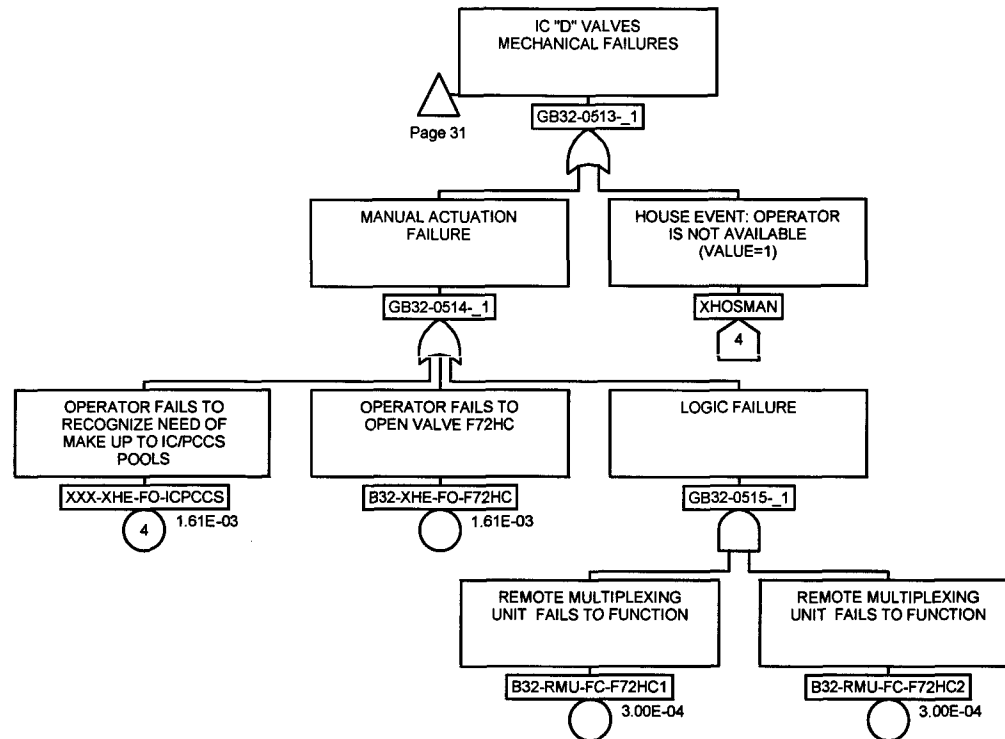 IC "D" VALVES
MECHANICAL FAILURES
Page 31
GB32-0513-_1
MANUAL ACTUATION
FAILURE
HOUSE EVENT: OPERATOR
IS NOT AVAILABLE
(VALUE=1)
GB32-0514-_1
XHOSMAN
4
OPERATOR FAILS TO
RECOGNIZE NEED OF
MAKE UP TO IC/PCCS
POOLS
OPERATOR FAILS TO
OPEN VALVE F72HC
LOGIC FAILURE
XXX-XHE-FO-ICPCCS
B32-XHE-FO-F72HC
GB32-0515-_1
4
1.61E-03
1.61E-03
REMOTE MULTIPLEXING
UNIT FAILS TO FUNCTION
REMOTE MULTIPLEXING
UNIT FAILS TO FUNCTION
B32-RMU-FC-F72HC1
B32-RMU-FC-F72HC2
3.00E-04
3.00E-04